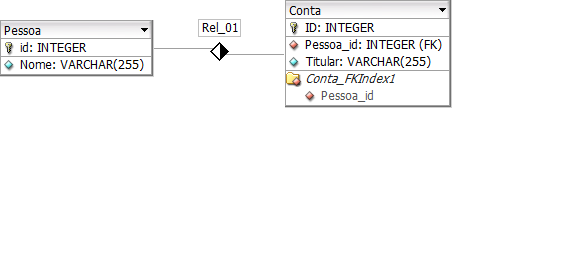 Pessoa
id: INTEGER
Nome: VARCHAR(255)
Rel_01
Conta
ID: INTEGER
Pessoa_id: INTEGER (FK)
Titular: VARCHAR(255)
Conta_FKIndex1
Pessoa_id